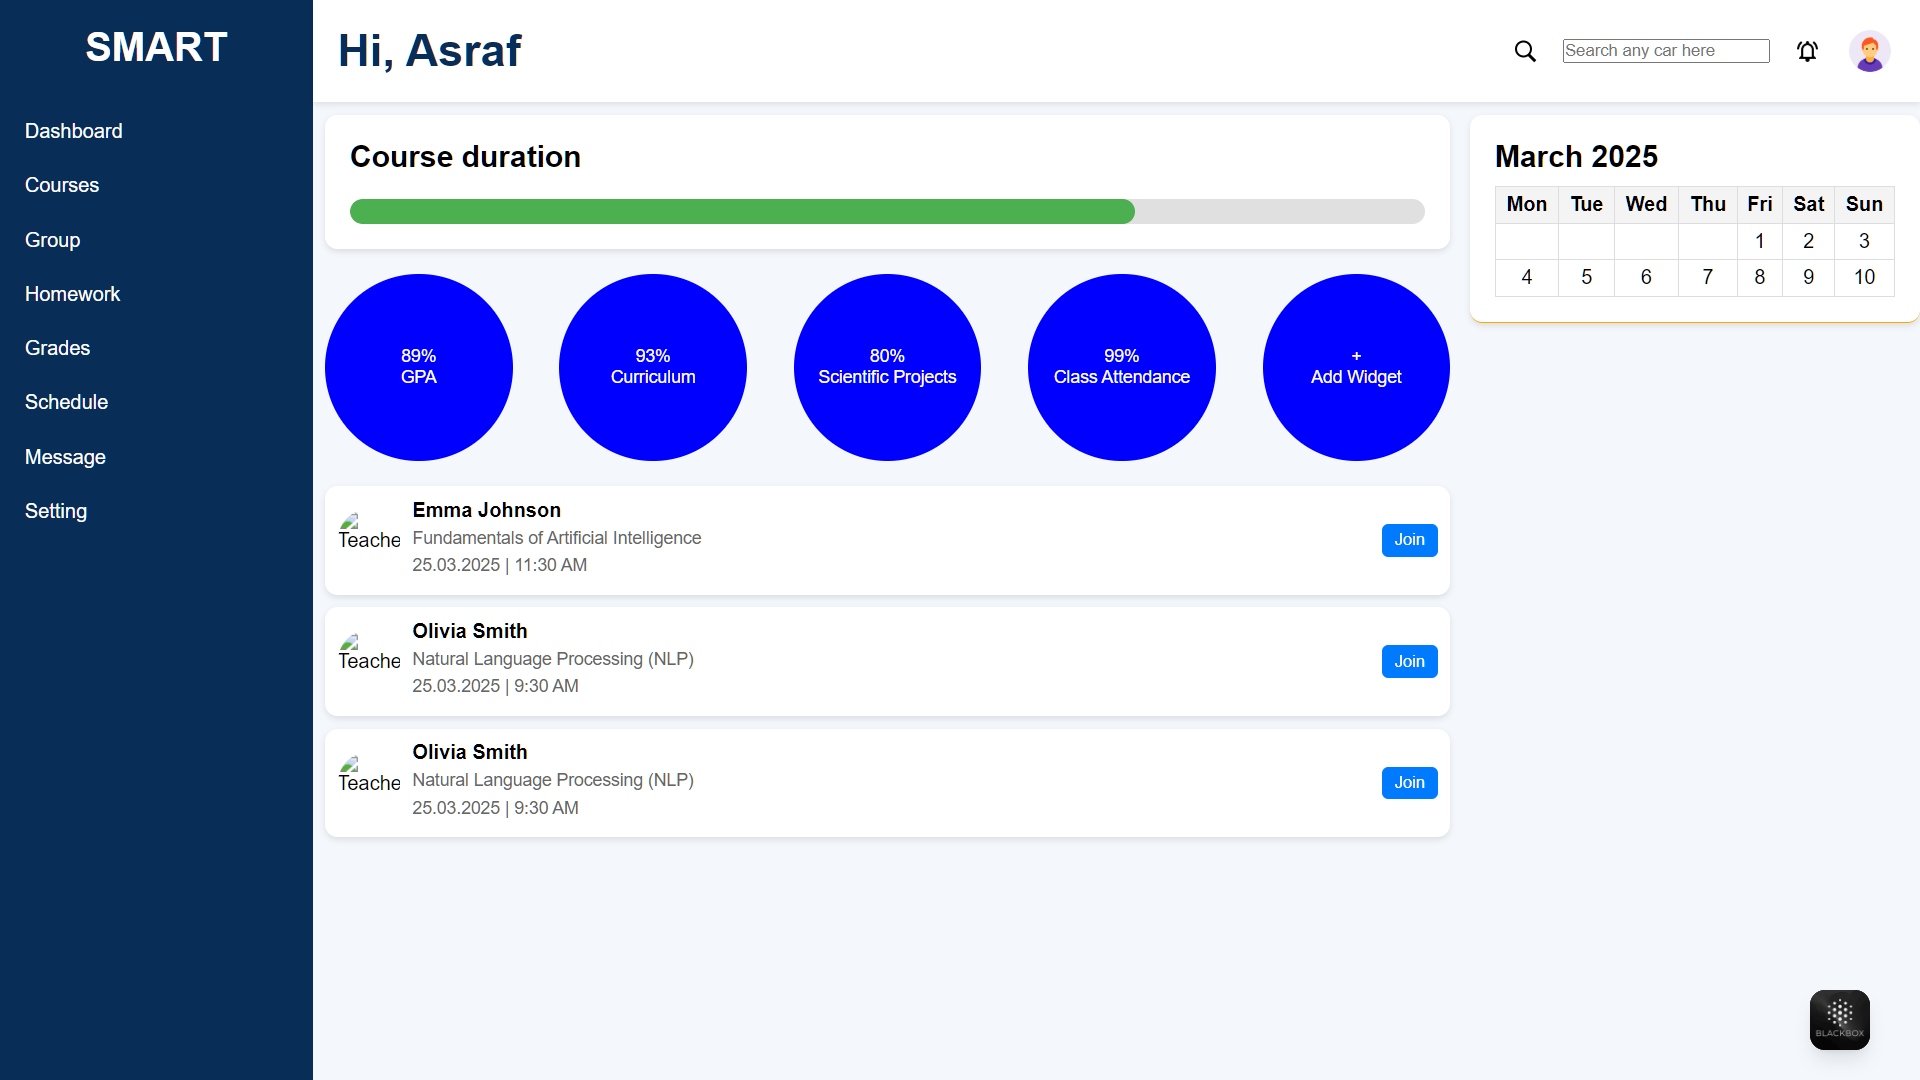 SMART
Dashboard
Courses
Group
Homework
Grades
Schedule
Message
Setting
Hi, Asraf
Search any car here
Course duration
89%
GPA
93%
Curriculum
80%
Scientific Projects
99%
Class Attendance
+
Add Widget
Teache
Emma Johnson
Fundamentals of Artificial Intelligence
25.03.2025 | 11:30 AM
Join
Teache
Olivia Smith
Natural Language Processing (NLP)
25.03.2025 | 9:30 AM
Join
Teache
Olivia Smith
Natural Language Processing (NLP)
25.03.2025 | 9:30 AM
Join
March 2025
Mon Tue Wed Thu Fri Sat Sun
1 2 3
4 5 6 7 8 9 10
BLACKBOX